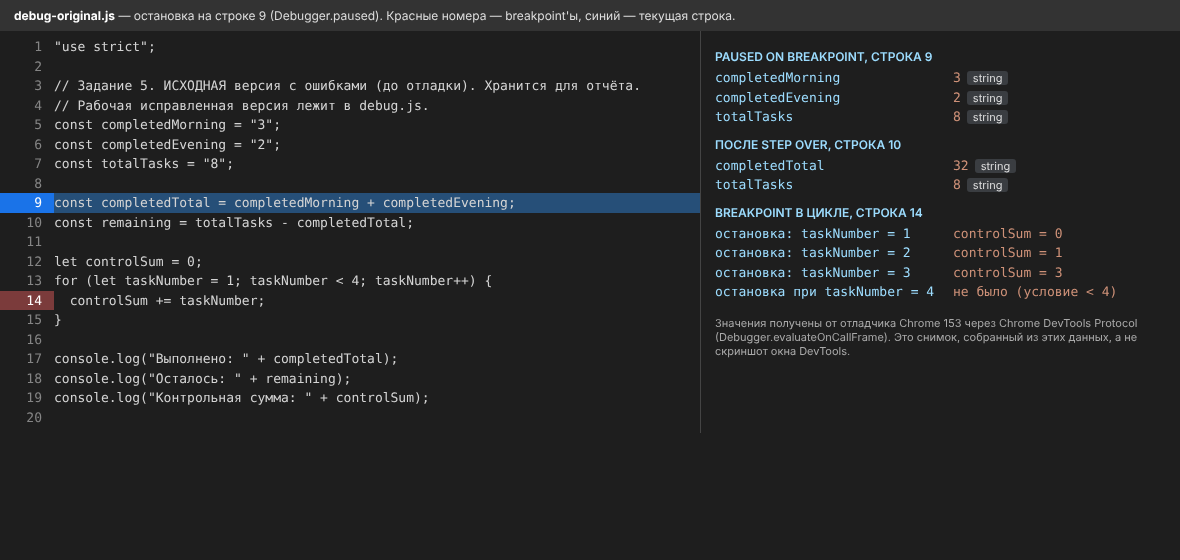 debug-original.js — остановка на строке 9 (Debugger.paused). Красные номера — breakpoint'ы, синий — текущая строка.
1 "use strict";
2
3 // Задание 5. ИСХОДНАЯ версия с ошибками (до отладки). Хранится для отчёта.
4 // Рабочая исправленная версия лежит в debug.js.
5 const completedMorning = "3";
6 const completedEvening = "2";
7 const totalTasks = "8";
8
9 const completedTotal = completedMorning + completedEvening;
10 const remaining = totalTasks - completedTotal;
11
12 let controlSum = 0;
13 for (let taskNumber = 1; taskNumber < 4; taskNumber++) {
14   controlSum += taskNumber;
15 }
16
17 console.log("Выполнено: " + completedTotal);
18 console.log("Осталось: " + remaining);
19 console.log("Контрольная сумма: " + controlSum);
20
PAUSED ON BREAKPOINT, СТРОКА 9
completedMorning 3 string
completedEvening 2 string
totalTasks 8 string
ПОСЛЕ STEP OVER, СТРОКА 10
completedTotal 32 string
totalTasks 8 string
BREAKPOINT В ЦИКЛЕ, СТРОКА 14
остановка: taskNumber = 1 controlSum = 0
остановка: taskNumber = 2 controlSum = 1
остановка: taskNumber = 3 controlSum = 3
остановка при taskNumber = 4 не было (условие < 4)
Значения получены от отладчика Chrome 153 через Chrome DevTools Protocol
(Debugger.evaluateOnCallFrame). Это снимок, собранный из этих данных, а не
скриншот окна DevTools.